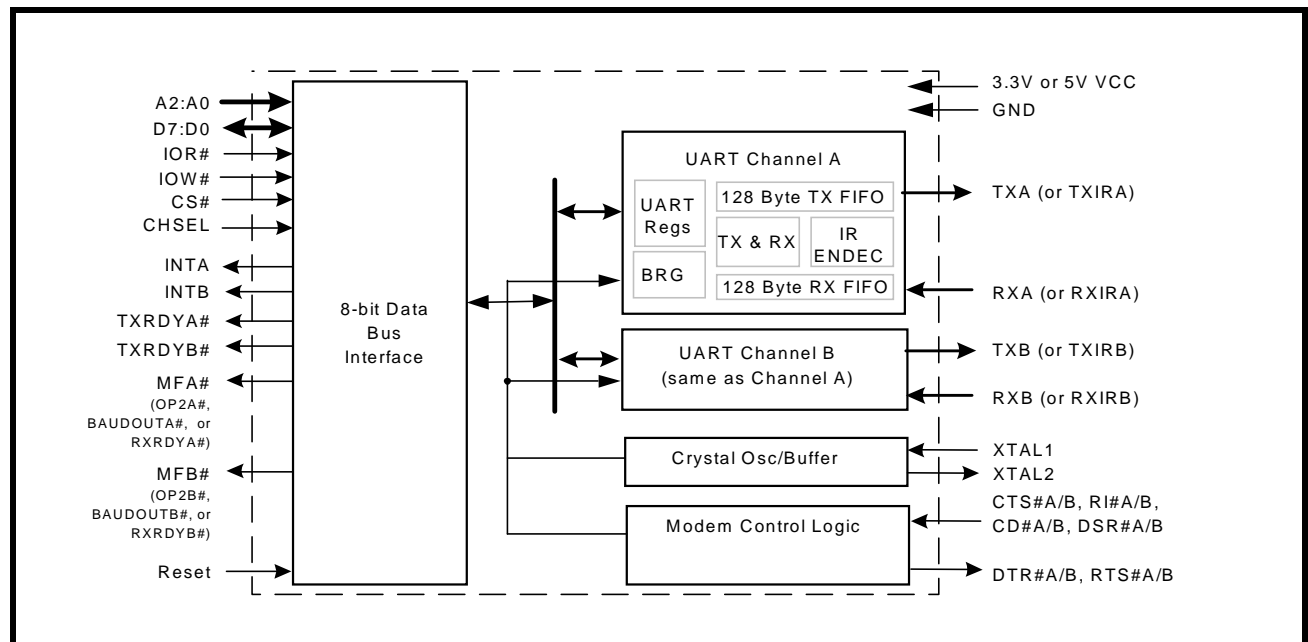 A2:A0
D7:D0
IOR#
IOW#
CS#
CHSEL
INTA
INTB
TXRDYA#
TXRDYB#
MFA#
(OP2A#,
BAUDOUTA#, or
RXRDYA#)
MFB#
(OP2B#,
BAUDOUTB#, or
RXRDYB#)
Reset
8-bit Data
Bus
Interface
UART Channel A
UART
Regs
BRG
128 Byte TX FIFO
TX & RX
IR
ENDEC
128 Byte RX FIFO
UART Channel B
(same as Channel A)
Crystal Osc/Buffer
Modem Control Logic
3.3V or 5V VCC
GND
TXA (or TXIRA)
RXA (or RXIRA)
TXB (or TXIRB)
RXB (or RXIRB)
XTAL1
XTAL2
CTS#A/B, RI#A/B,
CD#A/B, DSR#A/B
DTR#A/B, RTS#A/B